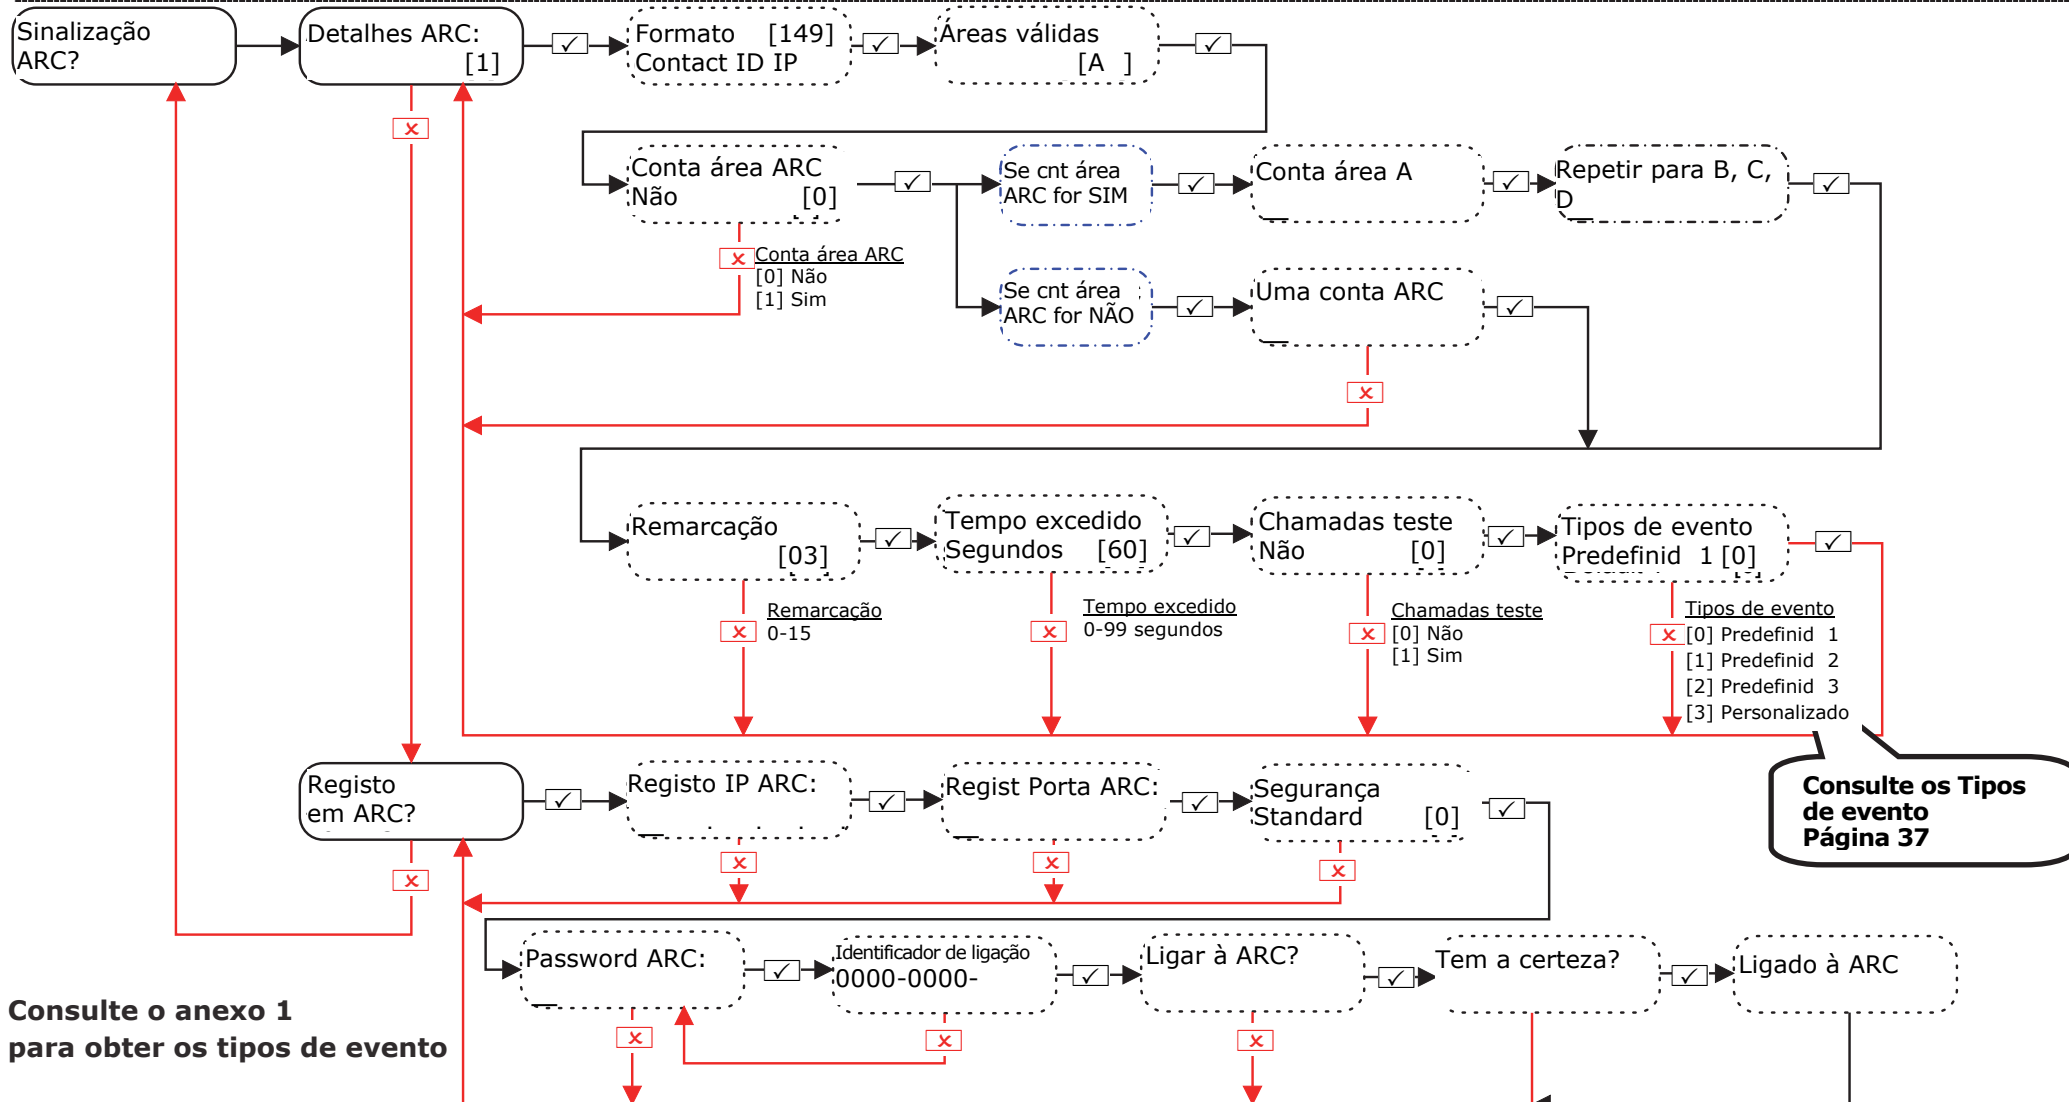 Sinalização
ARC?
Detalhes ARC:
[1]
Formato [149]
Contact ID IP
Áreas válidas
[A ]
Conta área ARC
Não [0]
Se cnt área
ARC for SIM
Conta área A
Repetir para B, C,
D
Conta área ARC
[0] Não
[1] Sim
Se cnt área
ARC for NÃO
Uma conta ARC
Remarcação
[03]
Tempo excedido
Segundos [60]
Chamadas teste
Não [0]
Tipos de evento
Predefinid 1 [0]
Remarcação
0-15
Tempo excedido
0-99 segundos
Chamadas teste
[0] Não
[1] Sim
Tipos de evento
[0] Predefinid 1
[1] Predefinid 2
[2] Predefinid 3
[3] Personalizado
Consulte os Tipos
de evento
Página 37
Registo
em ARC?
Registo IP ARC:
Regist Porta ARC:
Segurança
Standard [0]
Password ARC:
Identificador de ligação
0000-0000-
Ligar à ARC?
Tem a certeza?
Ligado à ARC
Consulte o anexo 1
para obter os tipos de evento